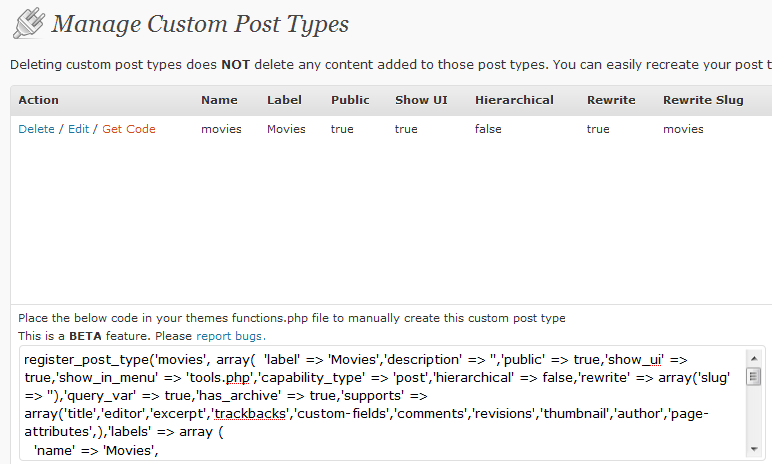 Manage Custom Post Types
Deleting custom post types does NOT delete any content added to those post types. You can easily recreate your post t
Action Name Label Public Show UI Hierarchical Rewrite Rewrite Slug
Delete / Edit / Get Code movies Movies true true false true movies
Place the below code in your themes functions.php file to manually create this custom post type
This is a BETA feature. Please report bugs.
register_post_type('movies', array(  'label' => 'Movies','description' => '','public' => true,'show_ui' =>
true,'show_in_menu' => 'tools.php','capability_type' => 'post','hierarchical' => false,'rewrite' => array('slug'
=> ''),'query_var' => true,'has_archive' => true,'supports' =>
array('title','editor','excerpt','trackbacks','custom-fields','comments','revisions','thumbnail','author','page-
attributes',),'labels' => array (
  'name' => 'Movies',